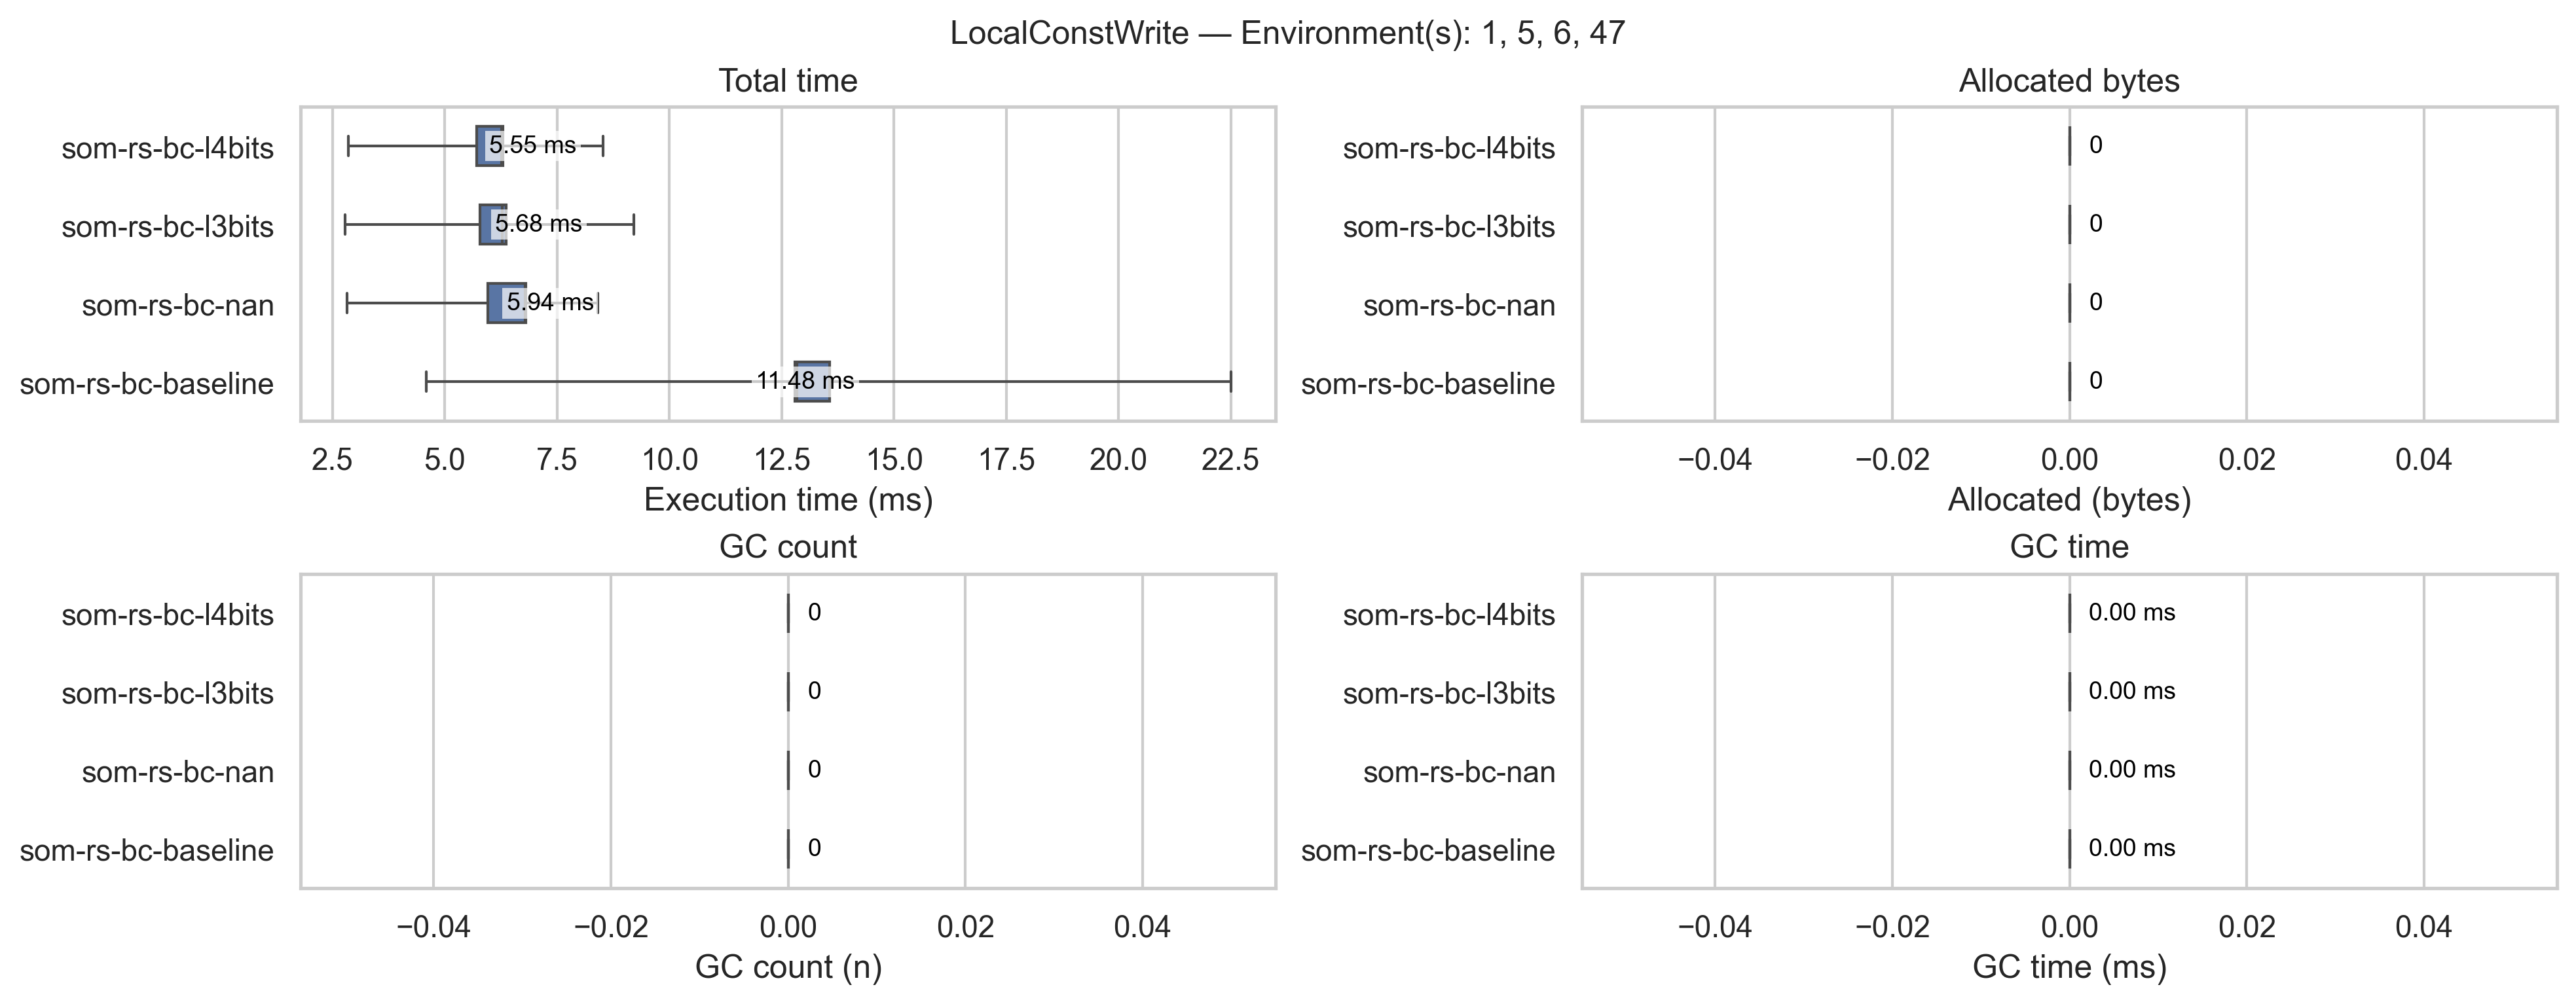 LocalConstWrite — Environment(s): 1, 5, 6, 47
Total time
som-rs-bc-l4bits
5.55 ms
som-rs-bc-l3bits
5.68 ms
som-rs-bc-nan
5.94 ms
som-rs-bc-baseline
11.48 ms
2.5 5.0 7.5 10.0 12.5 15.0 17.5 20.0 22.5
Execution time (ms)
Allocated bytes
som-rs-bc-l4bits
0
som-rs-bc-l3bits
0
som-rs-bc-nan
0
som-rs-bc-baseline
0
−0.04 −0.02 0.00 0.02 0.04
Allocated (bytes)
GC count
som-rs-bc-l4bits
0
som-rs-bc-l3bits
0
som-rs-bc-nan
0
som-rs-bc-baseline
0
−0.04 −0.02 0.00 0.02 0.04
GC count (n)
GC time
som-rs-bc-l4bits
0.00 ms
som-rs-bc-l3bits
0.00 ms
som-rs-bc-nan
0.00 ms
som-rs-bc-baseline
0.00 ms
−0.04 −0.02 0.00 0.02 0.04
GC time (ms)